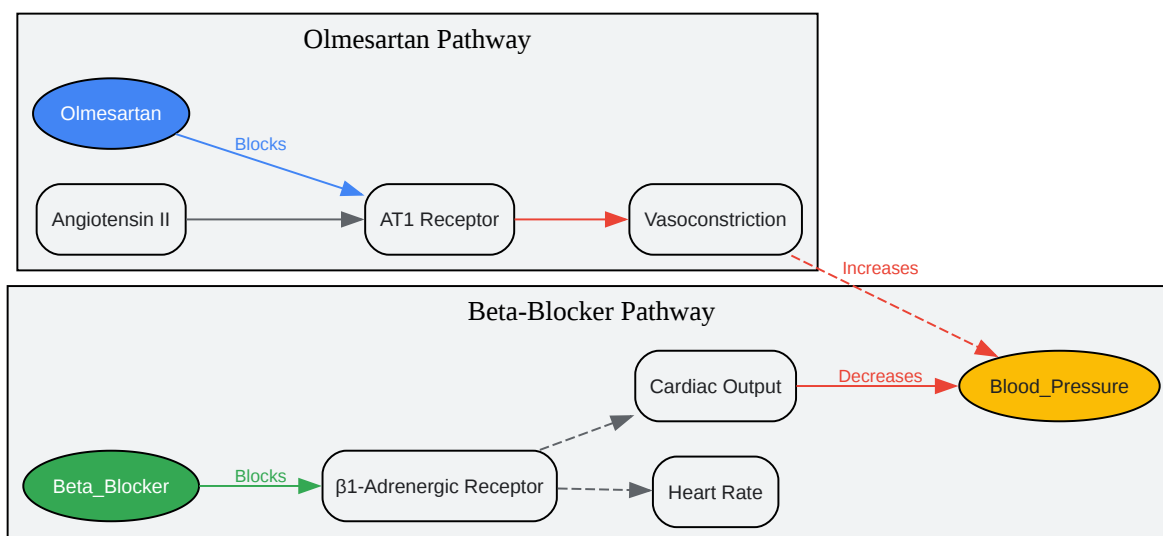 Olmesartan Pathway
Olmesartan
Blocks
Angiotensin II
AT1 Receptor
Vasoconstriction
Increases
Beta-Blocker Pathway
Cardiac Output
Decreases
Blood_Pressure
Beta_Blocker
Blocks
β1-Adrenergic Receptor
Heart Rate